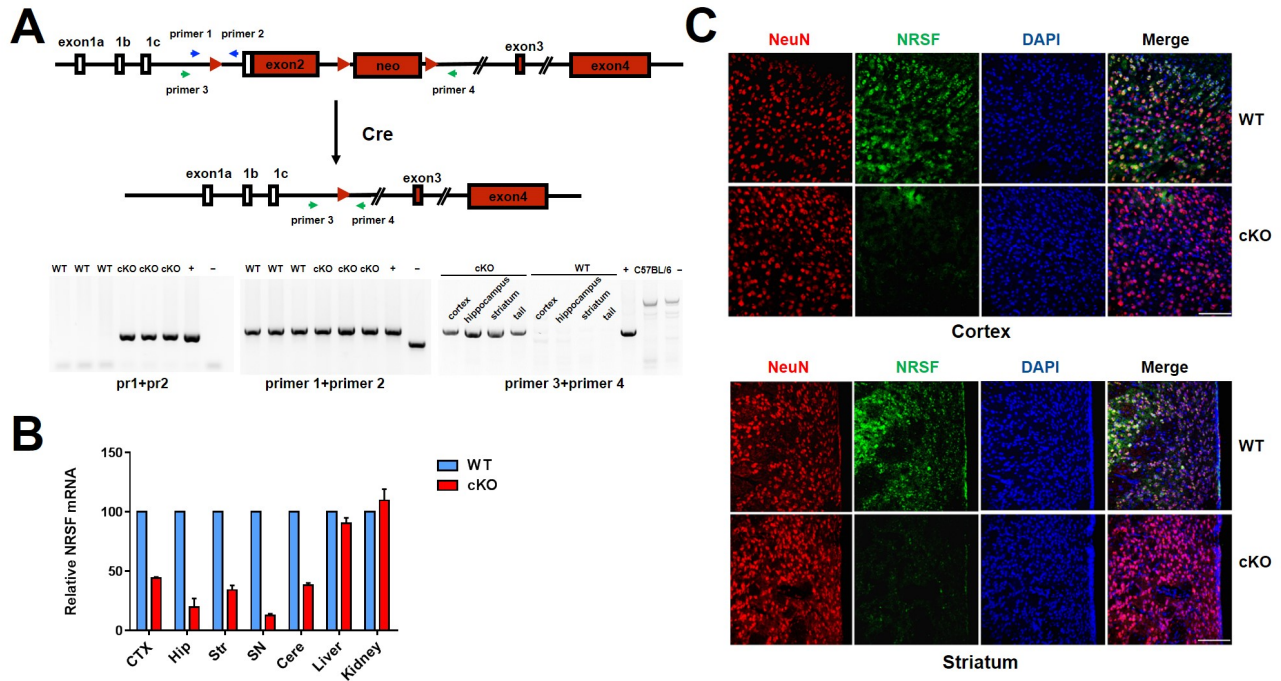 A
exon1a 1b 1c primer 1 primer 2 exon3
exon2 neo exon4
primer 3 primer 4
Cre
exon1a 1b 1c exon3
exon4
primer 3 primer 4
WT WT WT cKO cKO cKO + −
pr1+pr2
WT WT WT cKO cKO cKO + −
primer 1+primer 2
cKO WT + C57BL/6 −
cortex hippocampus striatum tail cortex hippocampus striatum tail
primer 3+primer 4
B
Relative NRSF mRNA
150
100
50
0
CTX Hip Str SN Cere Liver Kidney
WT
cKO
C
NeuN NRSF DAPI Merge
WT
cKO
Cortex
NeuN NRSF DAPI Merge
WT
cKO
Striatum